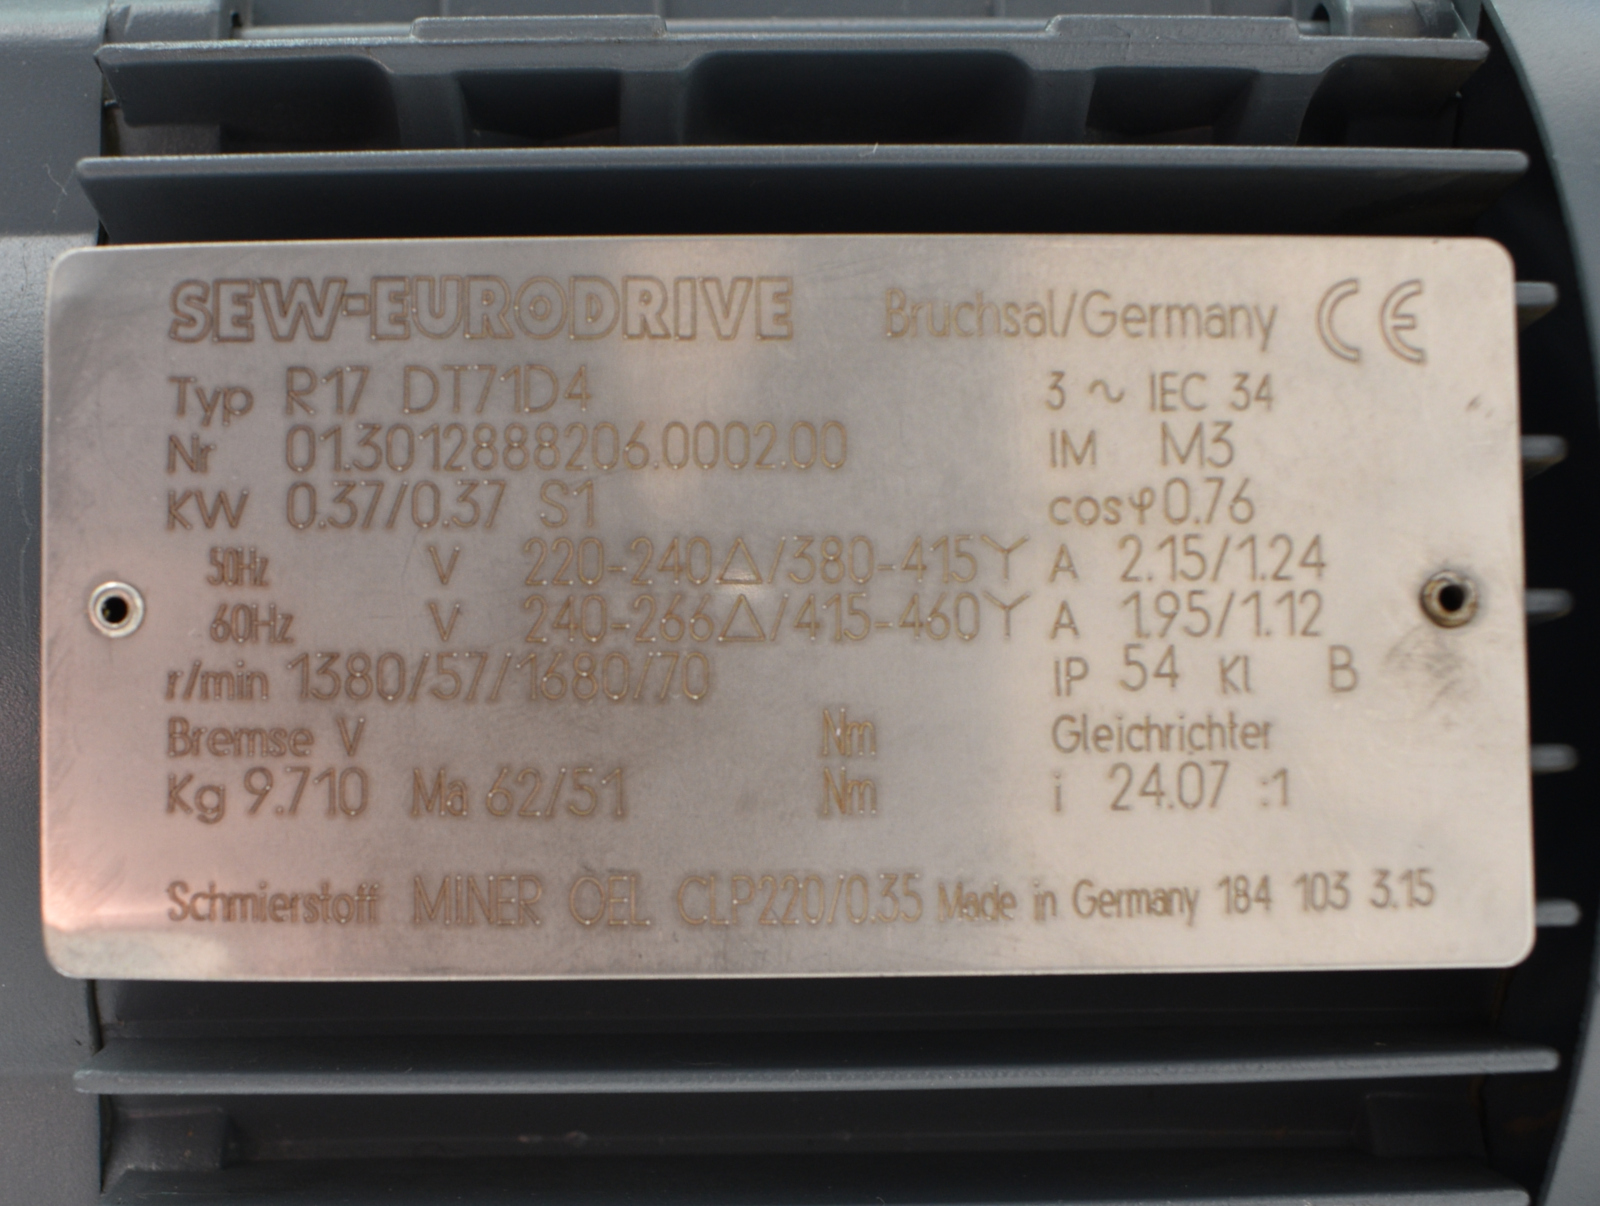 SEW-EURODRIVE Bruchsal/Germany CE
Typ R17 DT71D4 3 ~ IEC 34
Nr 01.3012888206.0002.00 IM M3
KW 0.37/0.37 S1 cosφ 0.76
50Hz V 220-240△/380-415Y A 2.15/1.24
60Hz V 240-266△/415-460Y A 1.95/1.12
r/min 1380/57/1680/70 IP 54 Kl B
Bremse V Nm Gleichrichter
Kg 9.710 Ma 62/51 Nm i 24.07 :1
Schmierstoff MINER OEL CLP220/0.35 Made in Germany 184 103 3.15